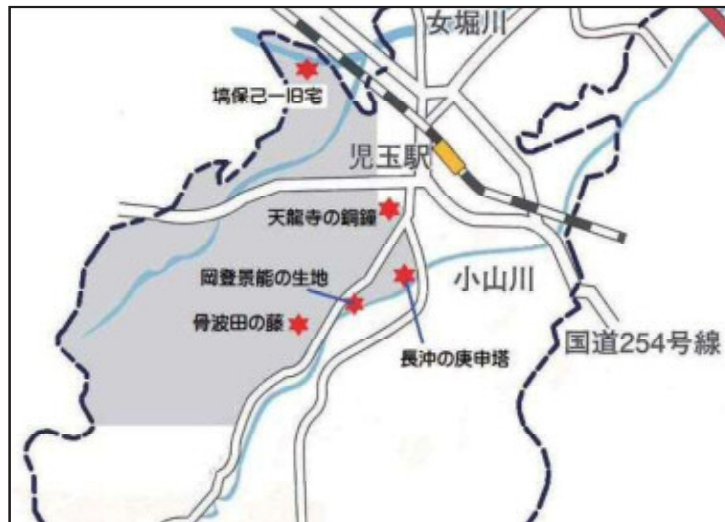 女堀川
塙保己一旧宅
児玉駅
天龍寺の銅鐘
岡登景能の生地
小山川
骨波田の藤
長沖の庚申塔
国道254号線